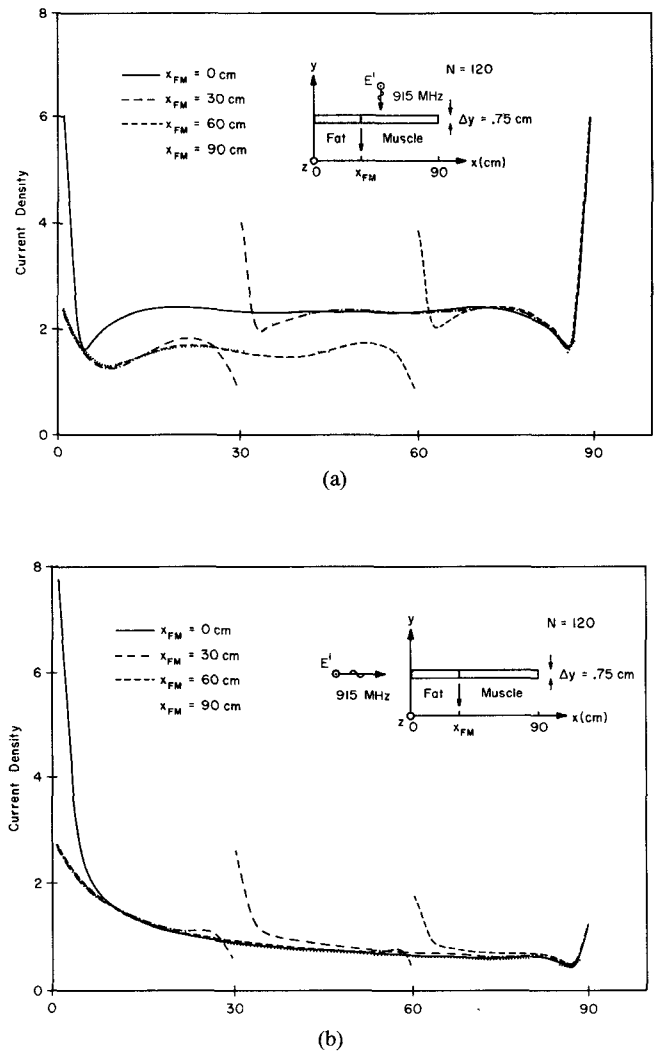 8
6
4
2
0
Current Density
x_FM = 0 cm
x_FM = 30 cm
x_FM = 60 cm
x_FM = 90 cm
y
E^i
N = 120
915 MHz
Δy = .75 cm
Fat
Muscle
z
0
x_FM
90
x(cm)
0
30
60
90
(a)
8
6
4
2
0
Current Density
x_FM = 0 cm
x_FM = 30 cm
x_FM = 60 cm
x_FM = 90 cm
y
N = 120
E^i
915 MHz
Δy = .75 cm
Fat
Muscle
z
0
x_FM
90
x(cm)
0
30
60
90
(b)